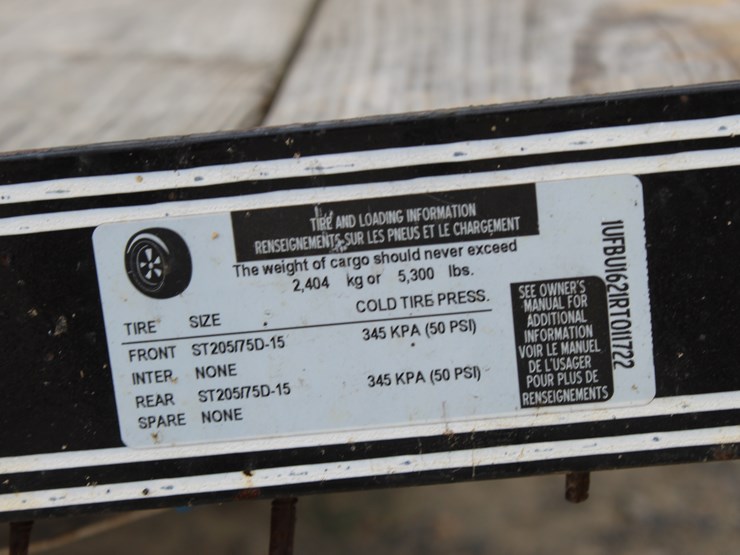 TIRE AND LOADING INFORMATION
RENSEIGNEMENTS SUR LES PNEUS ET LE CHARGEMENT
The weight of cargo should never exceed
2,404 kg or 5,300 lbs.
TIRE SIZE COLD TIRE PRESS.
FRONT ST205/75D-15 345 KPA (50 PSI)
INTER. NONE
REAR ST205/75D-15 345 KPA (50 PSI)
SPARE NONE
SEE OWNER'S
MANUAL FOR
ADDITIONAL
INFORMATION
VOIR LE MANUEL
DE L'USAGER
POUR PLUS DE
RENSEIGNEMENTS
1UFBU1621RT011722